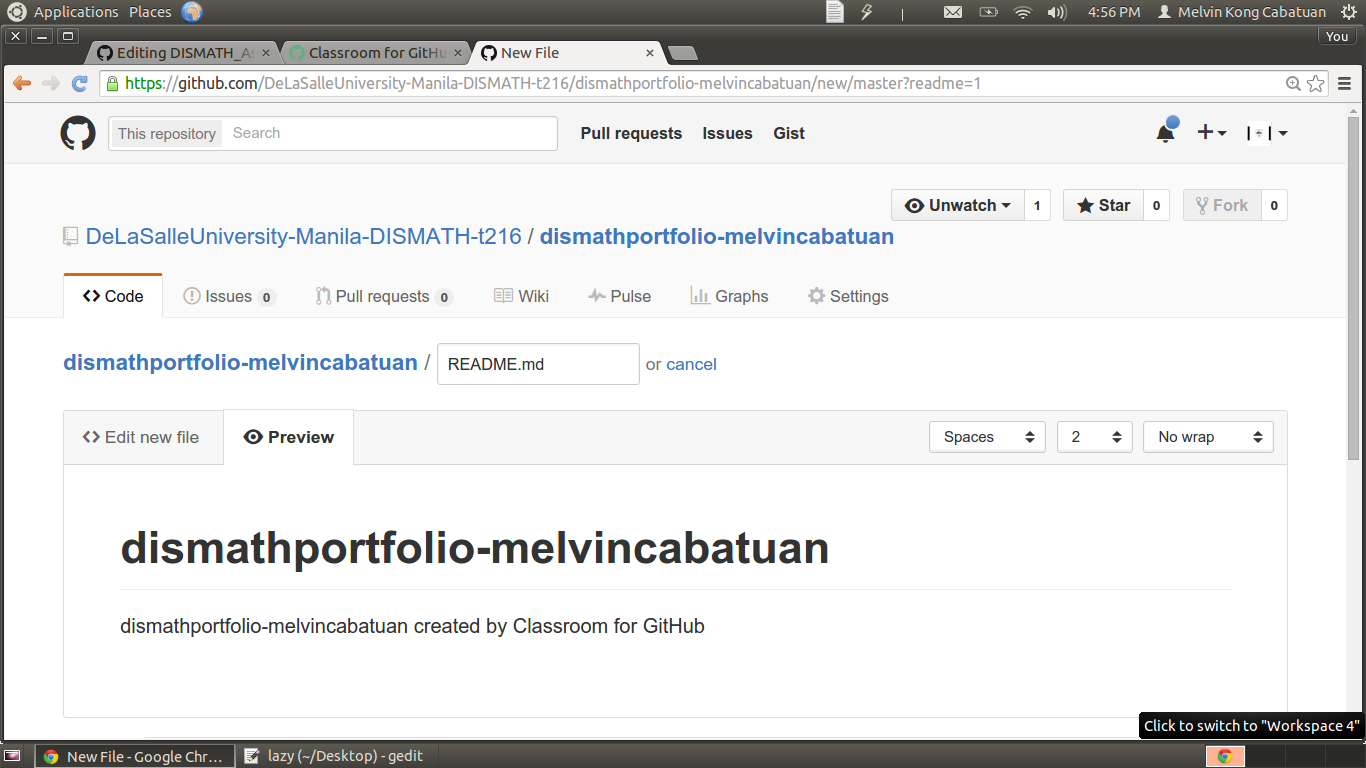 Applications Places 4:56 PM Melvin Kong Cabatuan
You
Editing DISMATH_As Classroom for GitHu New File
https://github.com/DeLaSalleUniversity-Manila-DISMATH-t216/dismathportfolio-melvincabatuan/new/master?readme=1
This repository Search Pull requests Issues Gist
Unwatch 1 Star 0 Fork 0
DeLaSalleUniversity-Manila-DISMATH-t216 / dismathportfolio-melvincabatuan
Code Issues 0 Pull requests 0 Wiki Pulse Graphs Settings
dismathportfolio-melvincabatuan / README.md or cancel
Edit new file Preview Spaces 2 No wrap
dismathportfolio-melvincabatuan
dismathportfolio-melvincabatuan created by Classroom for GitHub
Click to switch to "Workspace 4"
New File - Google Chr... lazy (~/Desktop) - gedit